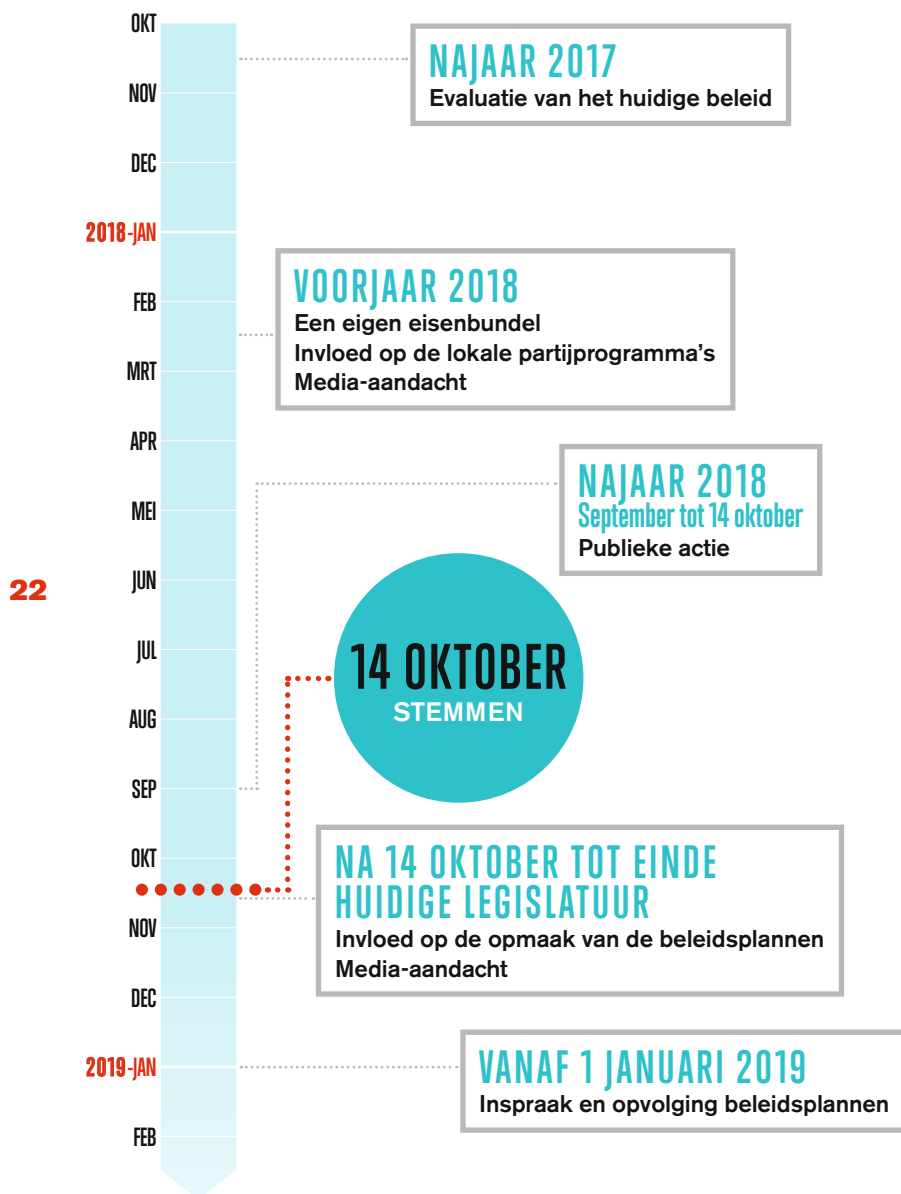 OKT
NAJAAR 2017
Evaluatie van het huidige beleid
NOV
DEC
2018-JAN
VOORJAAR 2018
Een eigen eisenbundel
Invloed op de lokale partijprogramma's
Media-aandacht
FEB
MRT
APR
NAJAAR 2018
September tot 14 oktober
Publieke actie
MEI
JUN
22
14 OKTOBER
STEMMEN
JUL
AUG
SEP
OKT
NA 14 OKTOBER TOT EINDE
HUIDIGE LEGISLATUUR
Invloed op de opmaak van de beleidsplannen
Media-aandacht
NOV
DEC
2019-JAN
VANAF 1 JANUARI 2019
Inspraak en opvolging beleidsplannen
FEB